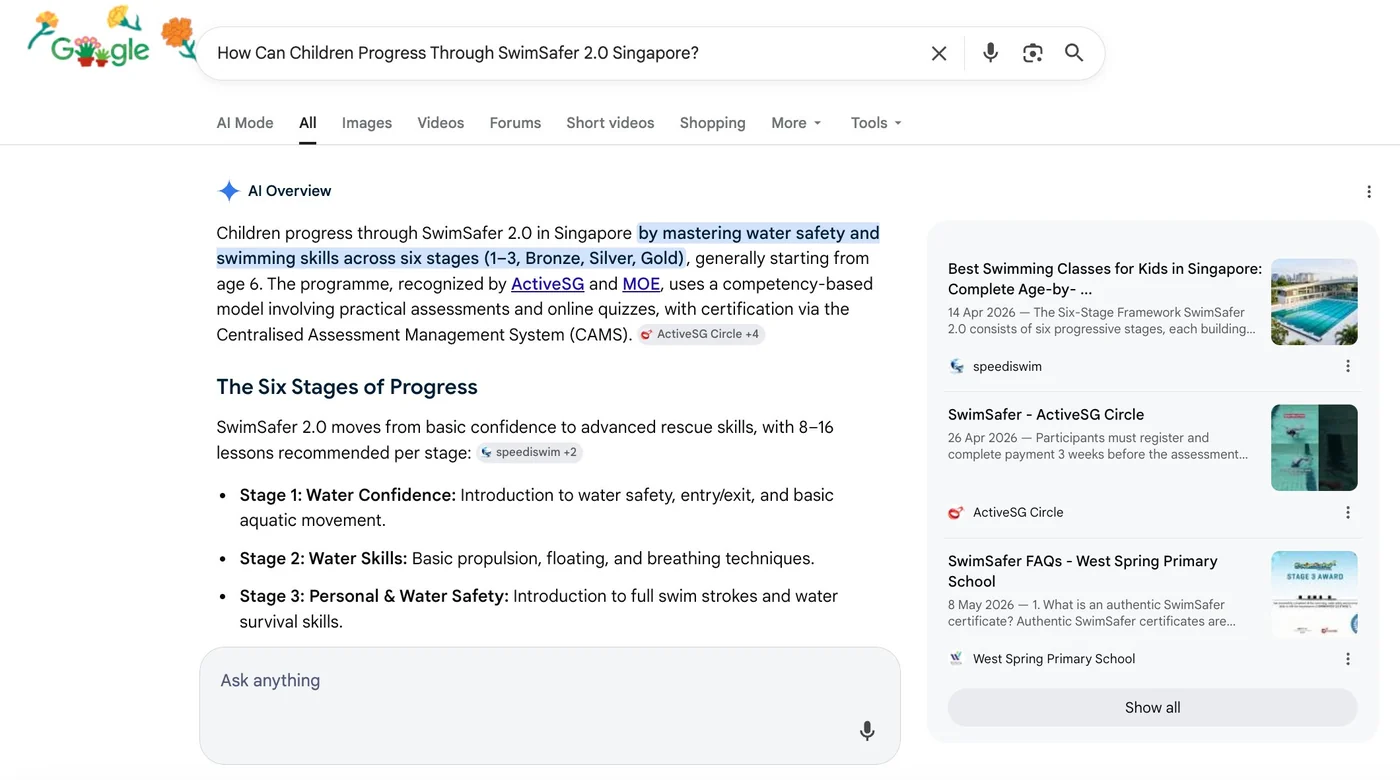 Google
How Can Children Progress Through SwimSafer 2.0 Singapore?
AI Mode
All
Images
Videos
Forums
Short videos
Shopping
More
Tools
AI Overview
Children progress through SwimSafer 2.0 in Singapore by mastering water safety and
swimming skills across six stages (1–3, Bronze, Silver, Gold), generally starting from
age 6. The programme, recognized by ActiveSG and MOE, uses a competency-based
model involving practical assessments and online quizzes, with certification via the
Centralised Assessment Management System (CAMS). ActiveSG Circle +4
The Six Stages of Progress
SwimSafer 2.0 moves from basic confidence to advanced rescue skills, with 8–16
lessons recommended per stage: speediswim +2
• Stage 1: Water Confidence: Introduction to water safety, entry/exit, and basic
aquatic movement.
• Stage 2: Water Skills: Basic propulsion, floating, and breathing techniques.
• Stage 3: Personal & Water Safety: Introduction to full swim strokes and water
survival skills.
Ask anything
Best Swimming Classes for Kids in Singapore:
Complete Age-by- ...
14 Apr 2026 — The Six-Stage Framework SwimSafer
2.0 consists of six progressive stages, each building...
speediswim
SwimSafer - ActiveSG Circle
26 Apr 2026 — Participants must register and
complete payment 3 weeks before the assessment...
ActiveSG Circle
SwimSafer FAQs - West Spring Primary
School
8 May 2026 — 1. What is an authentic SwimSafer
certificate? Authentic SwimSafer certificates are...
STAGE 3 AWARD
West Spring Primary School
Show all